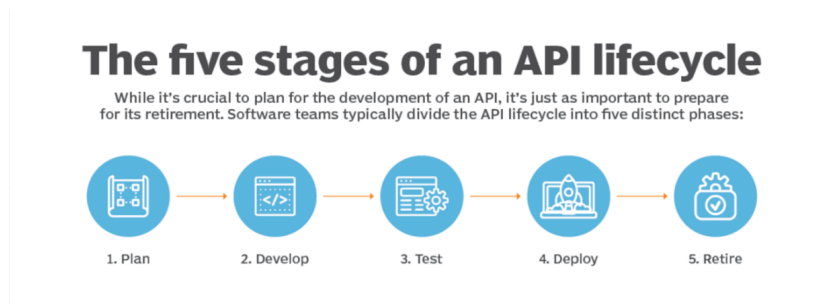 The five stages of an API lifecycle
While it's crucial to plan for the development of an API, it's just as important to prepare
for its retirement. Software teams typically divide the API lifecycle into five distinct phases:
</>
1. Plan
2. Develop
3. Test
4. Deploy
5. Retire